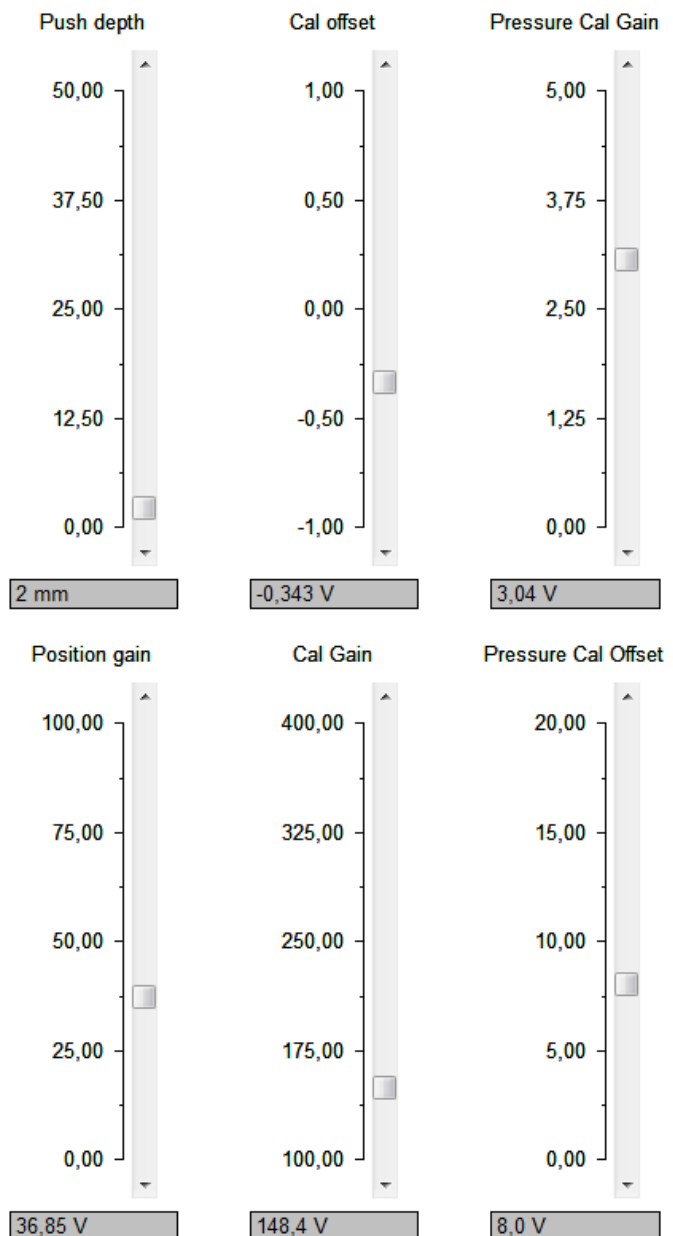 Push depth Cal offset Pressure Cal Gain
50,00 1,00 5,00
37,50 0,50 3,75
25,00 0,00 2,50
12,50 -0,50 1,25
0,00 -1,00 0,00
2 mm -0,343 V 3,04 V
Position gain Cal Gain Pressure Cal Offset
100,00 400,00 20,00
75,00 325,00 15,00
50,00 250,00 10,00
25,00 175,00 5,00
0,00 100,00 0,00
36,85 V 148,4 V 8,0 V